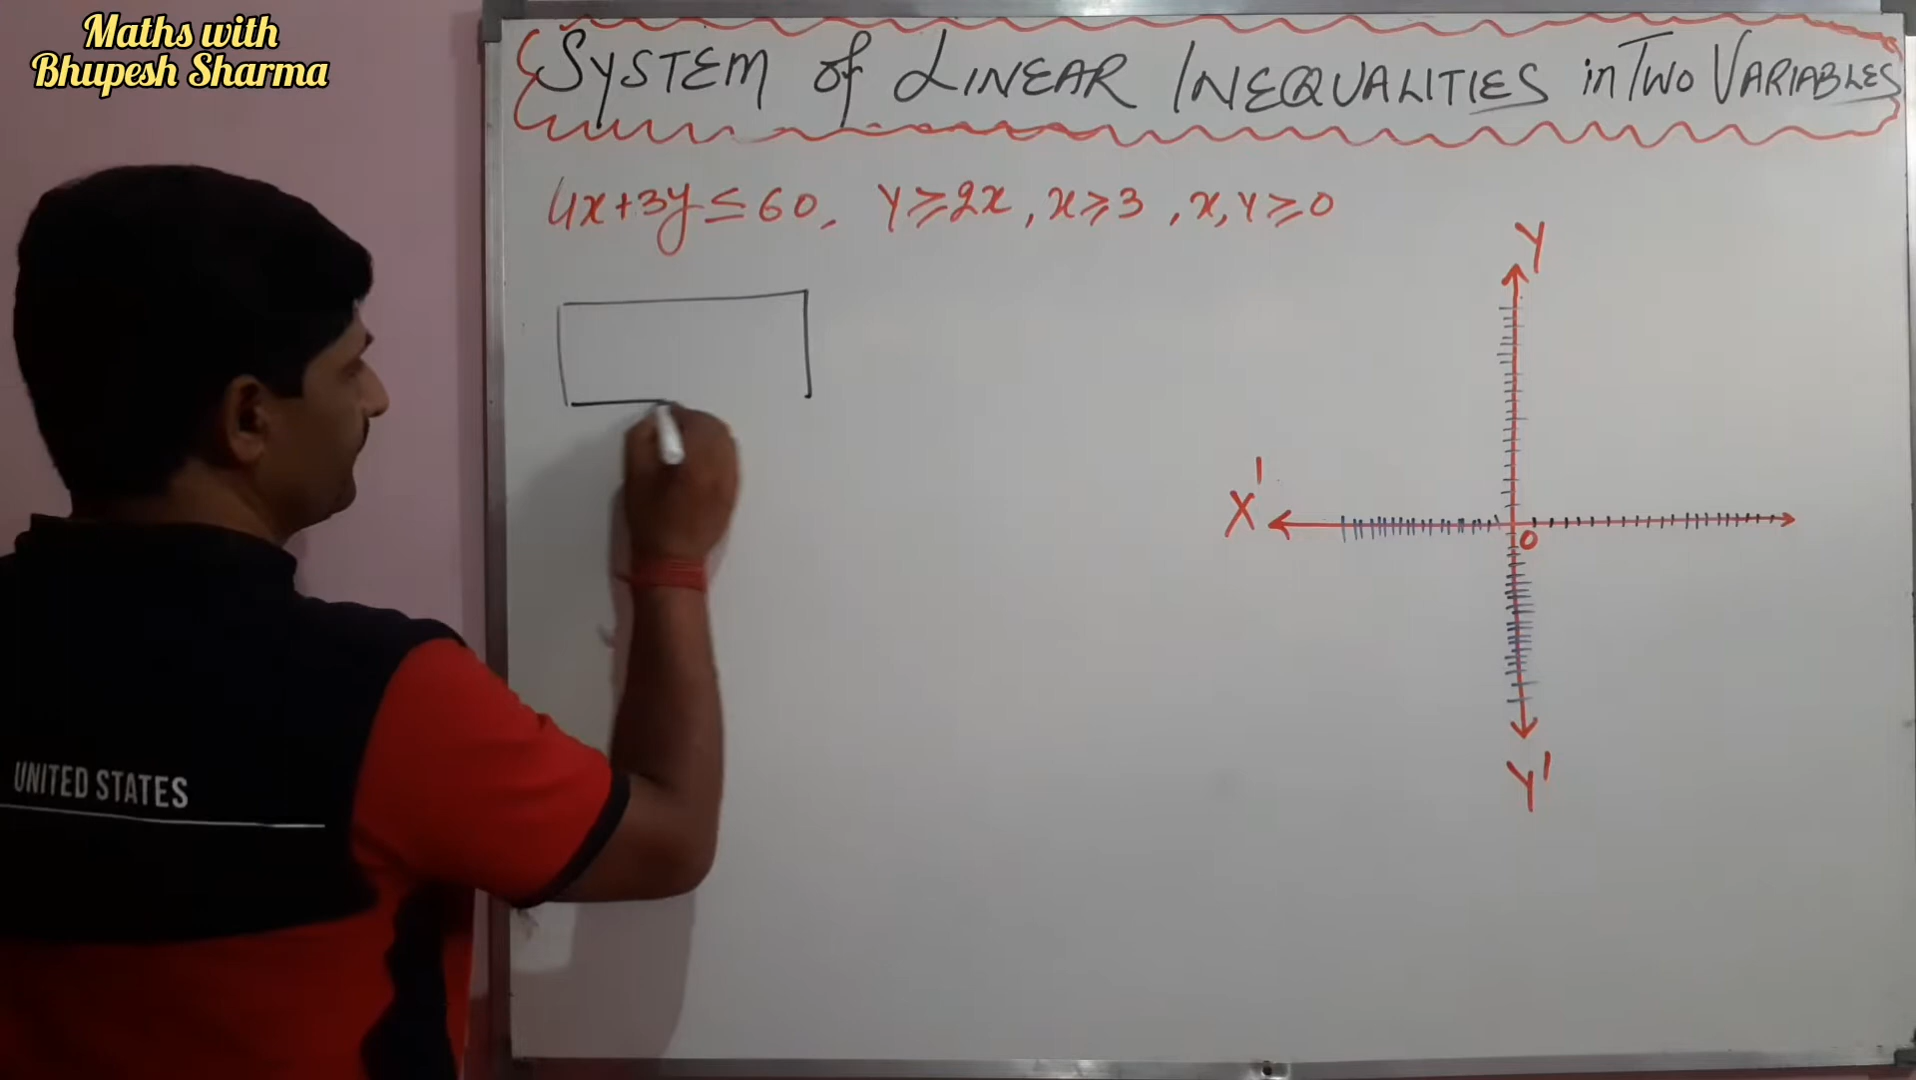 Maths with
Bhupesh Sharma
SYSTEM of LINEAR INEQUALITIES in TWO VARIABLES
4x+3y≤60, y≥2x, x≥3, x,y≥0
Y
X'
0
Y'
UNITED STATES